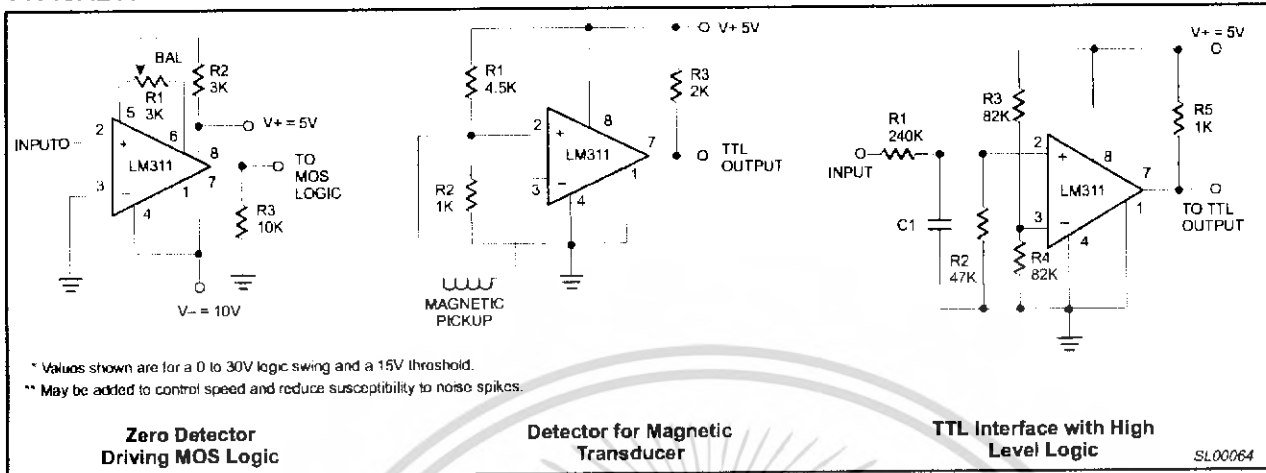 BAL
R1
3K
R2
3K
5
6
2
+
INPUT
LM311
8
V+ = 5V
7
TO
MOS
LOGIC
3
−
1
4
R3
10K
V− = 10V
V+ 5V
R1
4.5K
R3
2K
8
2
+
7
LM311
TTL
OUTPUT
3
−
1
4
R2
1K
MAGNETIC
PICKUP
V+ = 5V
R3
82K
R5
1K
R1
240K
INPUT
2
+
8
7
LM311
C1
3
−
1
4
TO TTL
OUTPUT
R2
47K
R4
82K
* Values shown are for a 0 to 30V logic swing and a 15V threshold.
** May be added to control speed and reduce susceptibility to noise spikes.
Zero Detector
Driving MOS Logic
Detector for Magnetic
Transducer
TTL Interface with High
Level Logic
SL00064